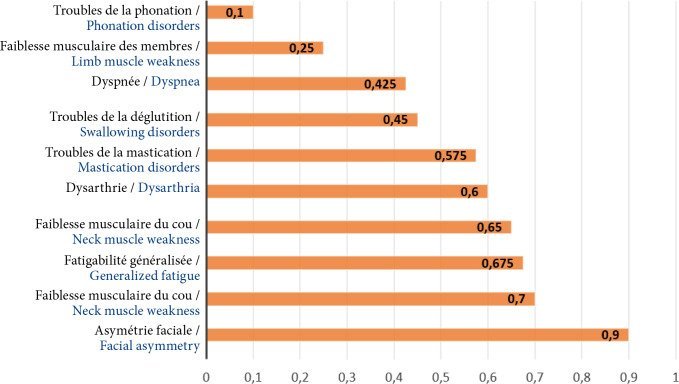 Troubles de la phonation /
Phonation disorders
0,1
Faiblesse musculaire des membres /
Limb muscle weakness
0,25
Dyspnée / Dyspnea
0,425
Troubles de la déglutition /
Swallowing disorders
0,45
Troubles de la mastication /
Mastication disorders
0,575
Dysarthrie / Dysarthria
0,6
Faiblesse musculaire du cou /
Neck muscle weakness
0,65
Fatigabilité généralisée /
Generalized fatigue
0,675
Faiblesse musculaire du cou /
Neck muscle weakness
0,7
Asymétrie faciale /
Facial asymmetry
0,9
0 0,1 0,2 0,3 0,4 0,5 0,6 0,7 0,8 0,9 1